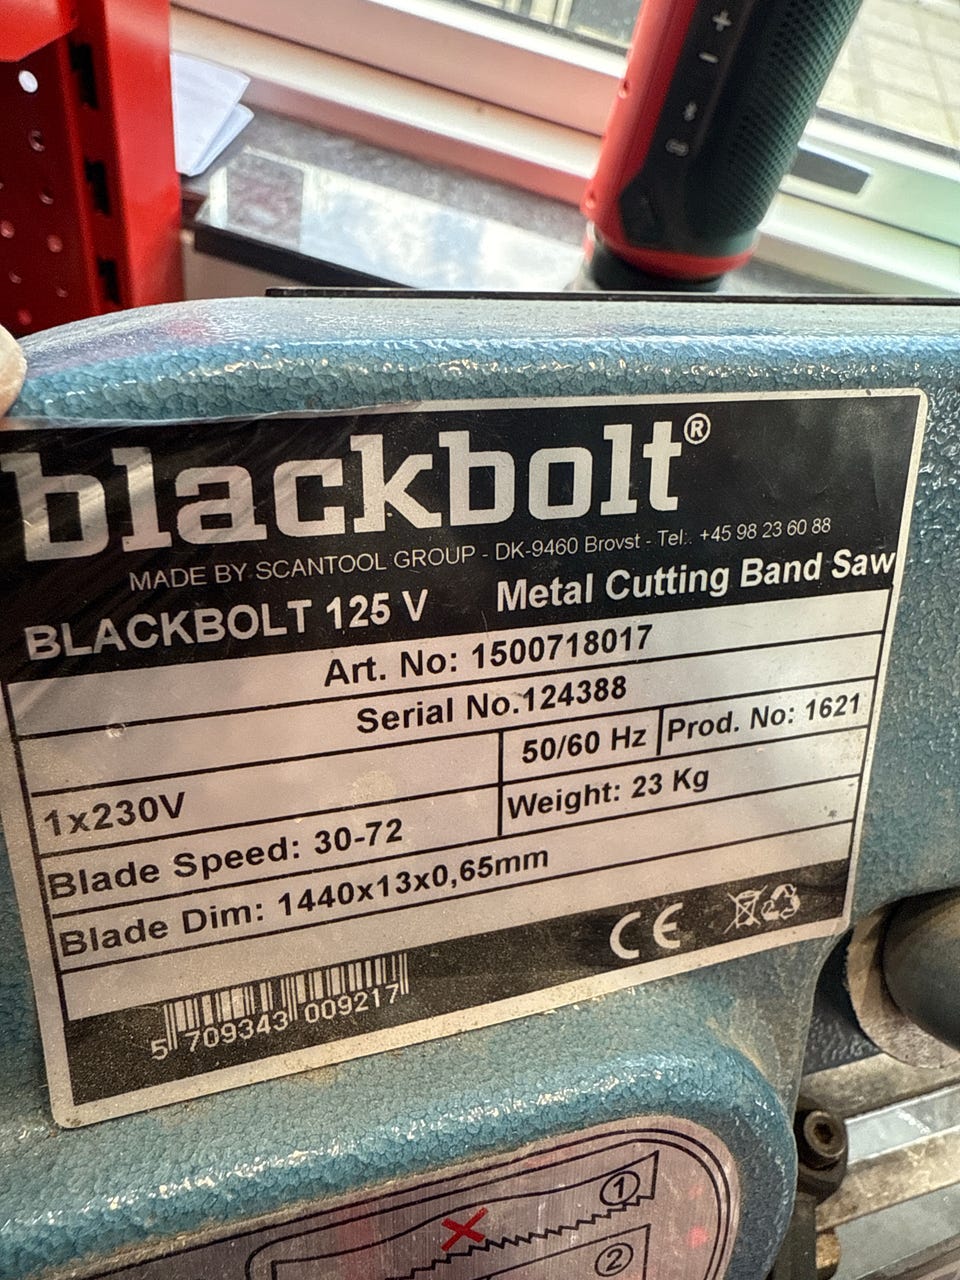 blackbolt®
MADE BY SCANTOOL GROUP - DK-9460 Brovst - Tel:. +45 98 23 60 88
BLACKBOLT 125 V Metal Cutting Band Saw
Art. No: 1500718017
Serial No.124388
1x230V 50/60 Hz Prod. No: 1621
Blade Speed: 30-72 Weight: 23 Kg
Blade Dim: 1440x13x0,65mm
CE
5 709343 009217
1
2